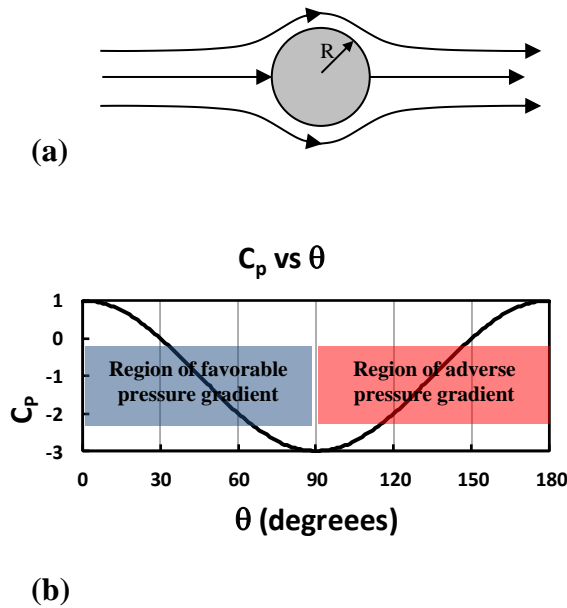 R
(a)
Cₚ vs θ
1
0
-1
-2
-3
Cₚ
Region of favorable
pressure gradient
Region of adverse
pressure gradient
0 30 60 90 120 150 180
θ (degreees)
(b)